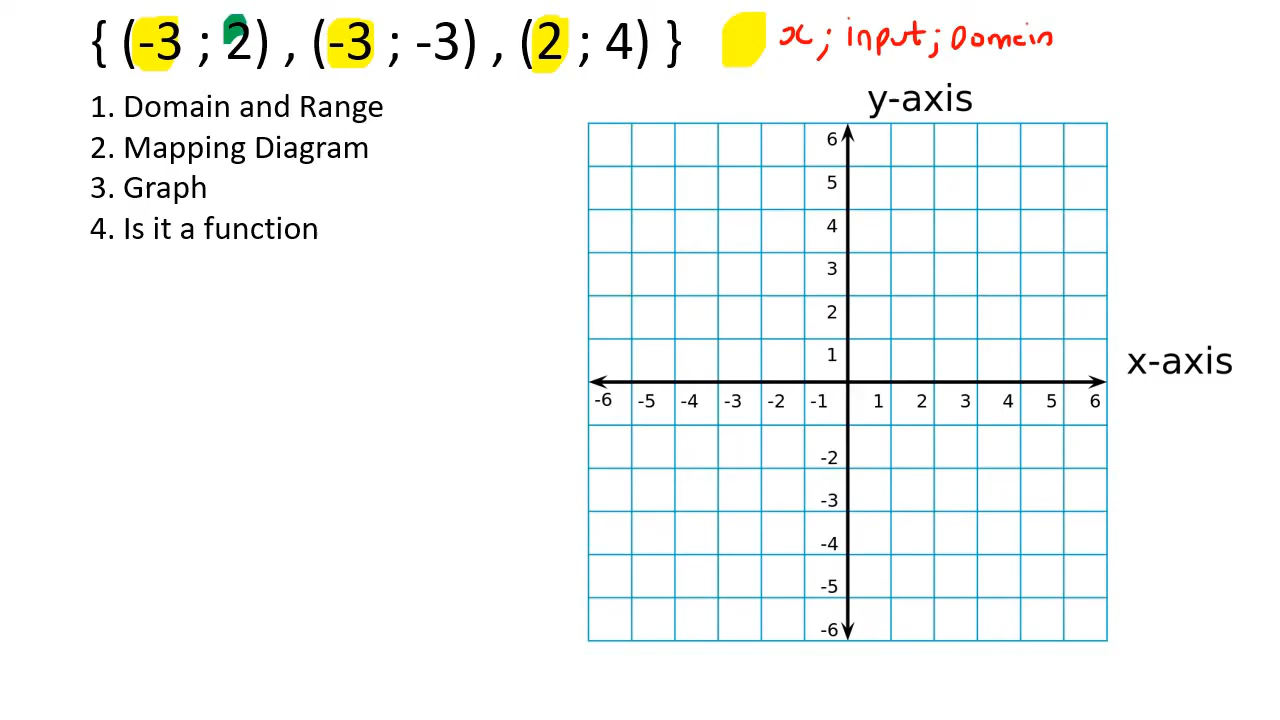 { (-3 ; 2) , (-3 ; -3) , (2 ; 4) }
x ; input ; Domain
1. Domain and Range
2. Mapping Diagram
3. Graph
4. Is it a function
y-axis
6
5
4
3
2
1
x-axis
-6 -5 -4 -3 -2 -1 1 2 3 4 5 6
-2
-3
-4
-5
-6